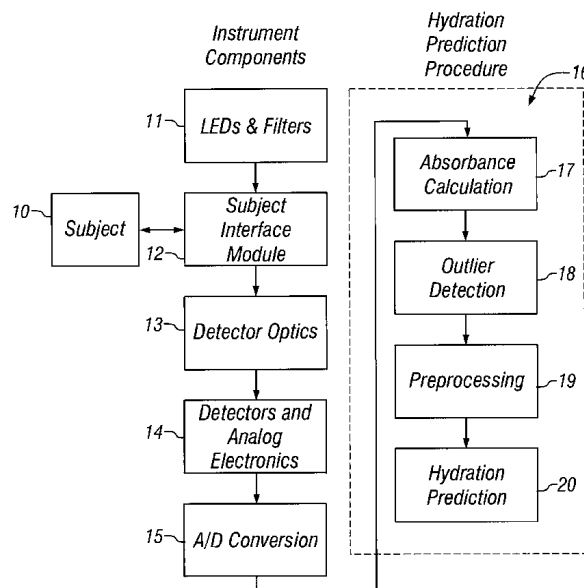 Instrument
Components
Hydration
Prediction
Procedure
16
11
LEDs & Filters
10
Subject
12
Subject
Interface
Module
13
Detector Optics
14
Detectors and
Analog
Electronics
15
A/D Conversion
Absorbance
Calculation
17
Outlier
Detection
18
Preprocessing
19
Hydration
Prediction
20